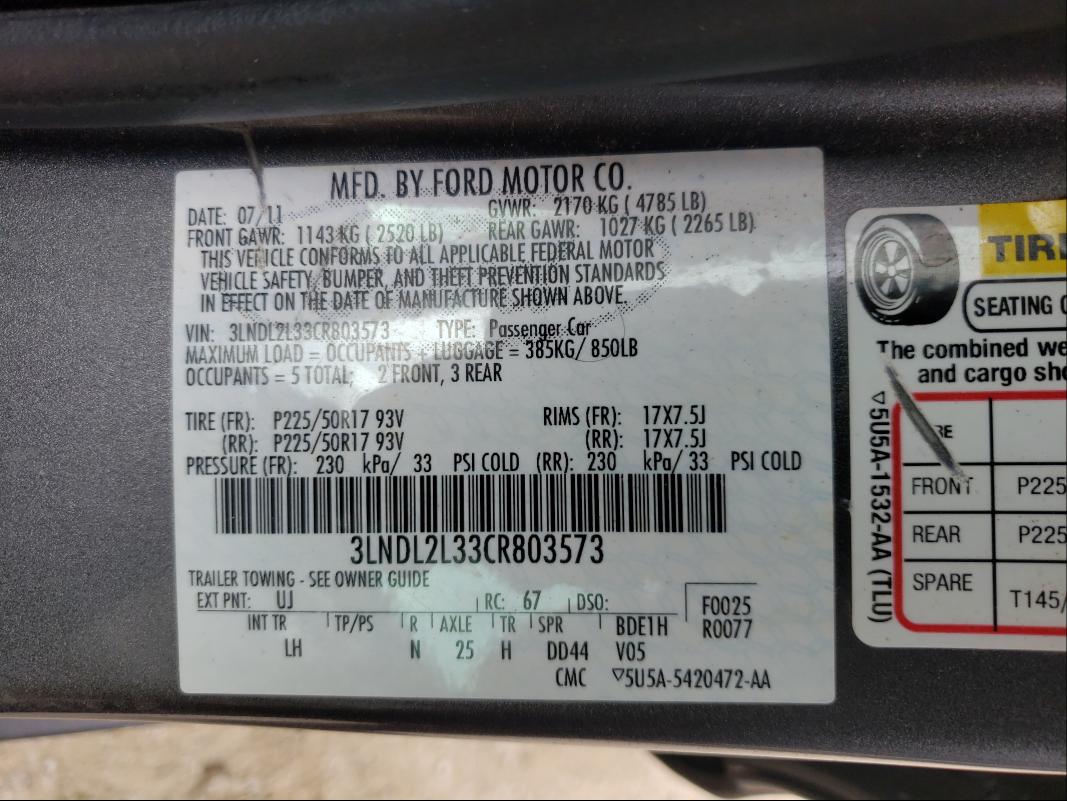 MFD. BY FORD MOTOR CO.
DATE: 07/11 GVWR: 2170 KG ( 4785 LB)
FRONT GAWR: 1143 KG ( 2520 LB) REAR GAWR: 1027 KG ( 2265 LB)
THIS VEHICLE CONFORMS TO ALL APPLICABLE FEDERAL MOTOR
VEHICLE SAFETY, BUMPER, AND THEFT PREVENTION STANDARDS
IN EFFECT ON THE DATE OF MANUFACTURE SHOWN ABOVE.
VIN: 3LNDL2L33CR803573 TYPE: Passenger Car
MAXIMUM LOAD = OCCUPANTS + LUGGAGE = 385KG/ 850LB
OCCUPANTS = 5 TOTAL; 2 FRONT, 3 REAR
TIRE (FR): P225/50R17 93V RIMS (FR): 17X7.5J
(RR): P225/50R17 93V (RR): 17X7.5J
PRESSURE (FR): 230 kPa/ 33 PSI COLD (RR): 230 kPa/ 33 PSI COLD
3LNDL2L33CR803573
TRAILER TOWING - SEE OWNER GUIDE
EXT PNT: UJ RC: 67 DSO: F0025
INT TR TP/PS R AXLE TR SPR BDE1H R0077
LH N 25 H DD44 V05
CMC ▽5U5A-5420472-AA
TIR
SEATING
The combined we
and cargo sho
▽5U5A-1532-AA (TLU)
FRONT P225
REAR P225
SPARE T145/